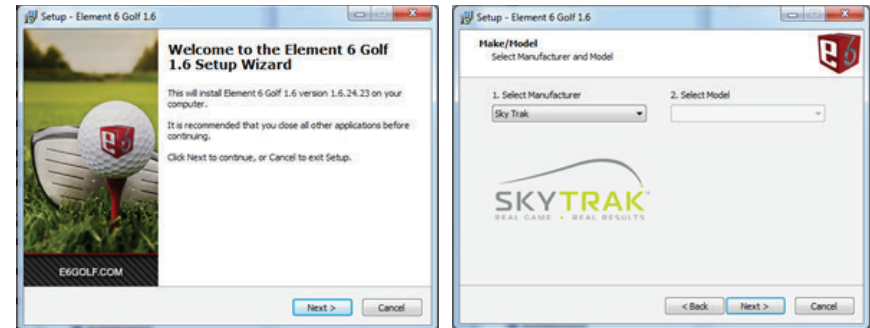 Setup - Element 6 Golf 1.6
Welcome to the Element 6 Golf
1.6 Setup Wizard
This will install Element 6 Golf 1.6 version 1.6.24.23 on your
computer.
It is recommended that you close all other applications before
continuing.
Click Next to continue, or Cancel to exit Setup.
e6
E6GOLF.COM
Next >
Cancel
Setup - Element 6 Golf 1.6
Make/Model
Select Manufacturer and Model
e6
1. Select Manufacturer
2. Select Model
Sky Trak
SKYTRAK™
REAL GAME • REAL RESULTS
< Back
Next >
Cancel